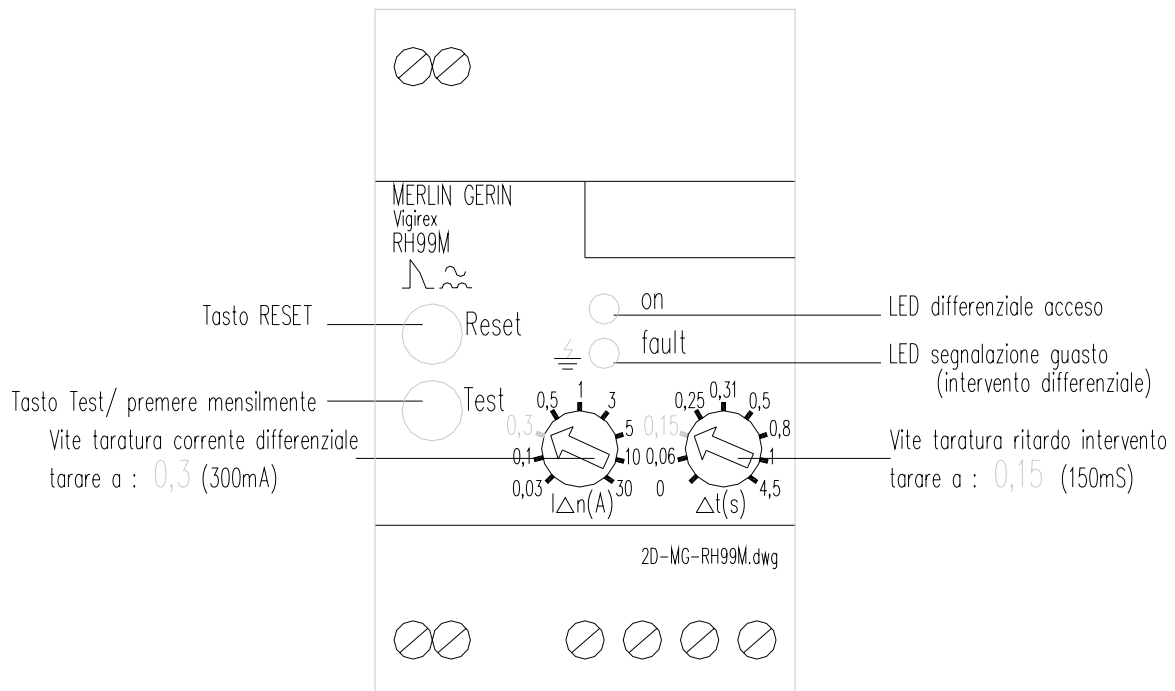 MERLIN GERIN
Vigirex
RH99M
Tasto RESET
Reset
on
LED differenziale acceso
fault
LED segnalazione guasto
(intervento differenziale)
Tasto Test/ premere mensilmente
Test
Vite taratura corrente differenziale
tarare a : 0,3 (300mA)
0,03
0,1
0,3
0,5
1
3
5
10
30
I△n(A)
0
0,06
0,15
0,25
0,31
0,5
0,8
1
4,5
△t(s)
Vite taratura ritardo intervento
tarare a : 0,15 (150mS)
2D-MG-RH99M.dwg